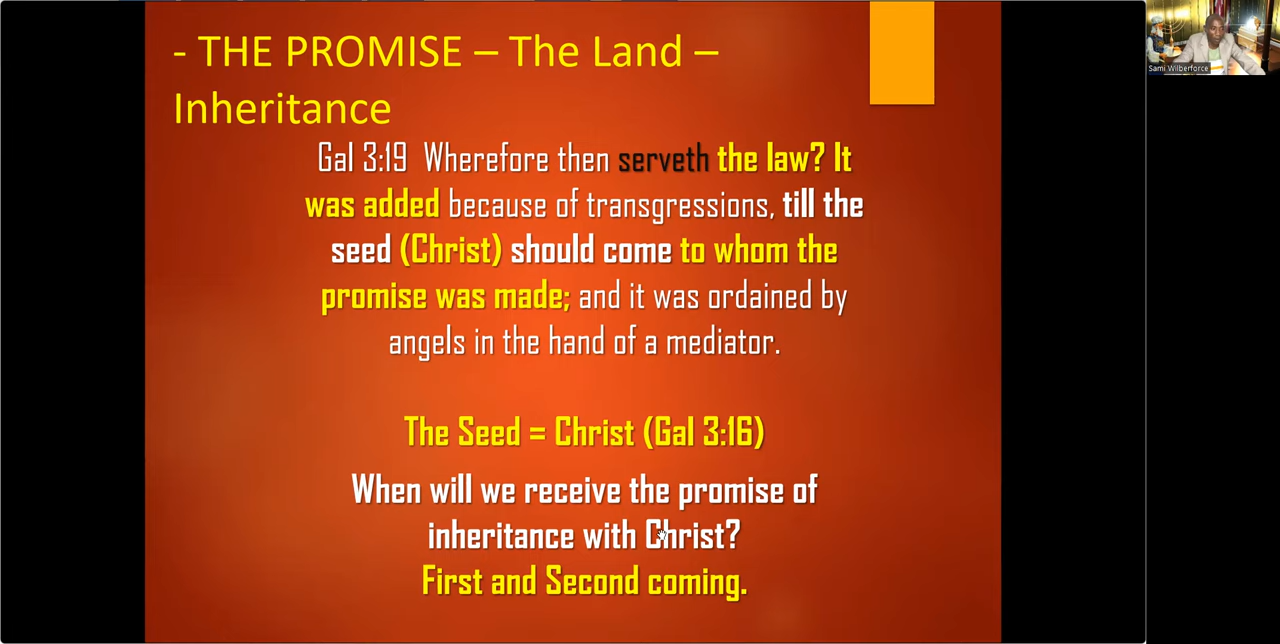 - THE PROMISE – The Land –
Inheritance
Gal 3:19 Wherefore then serveth the law? It
was added because of transgressions, till the
seed (Christ) should come to whom the
promise was made; and it was ordained by
angels in the hand of a mediator.
The Seed = Christ (Gal 3:16)
When will we receive the promise of
inheritance with Christ?
First and Second coming.
Sami Wilberforce